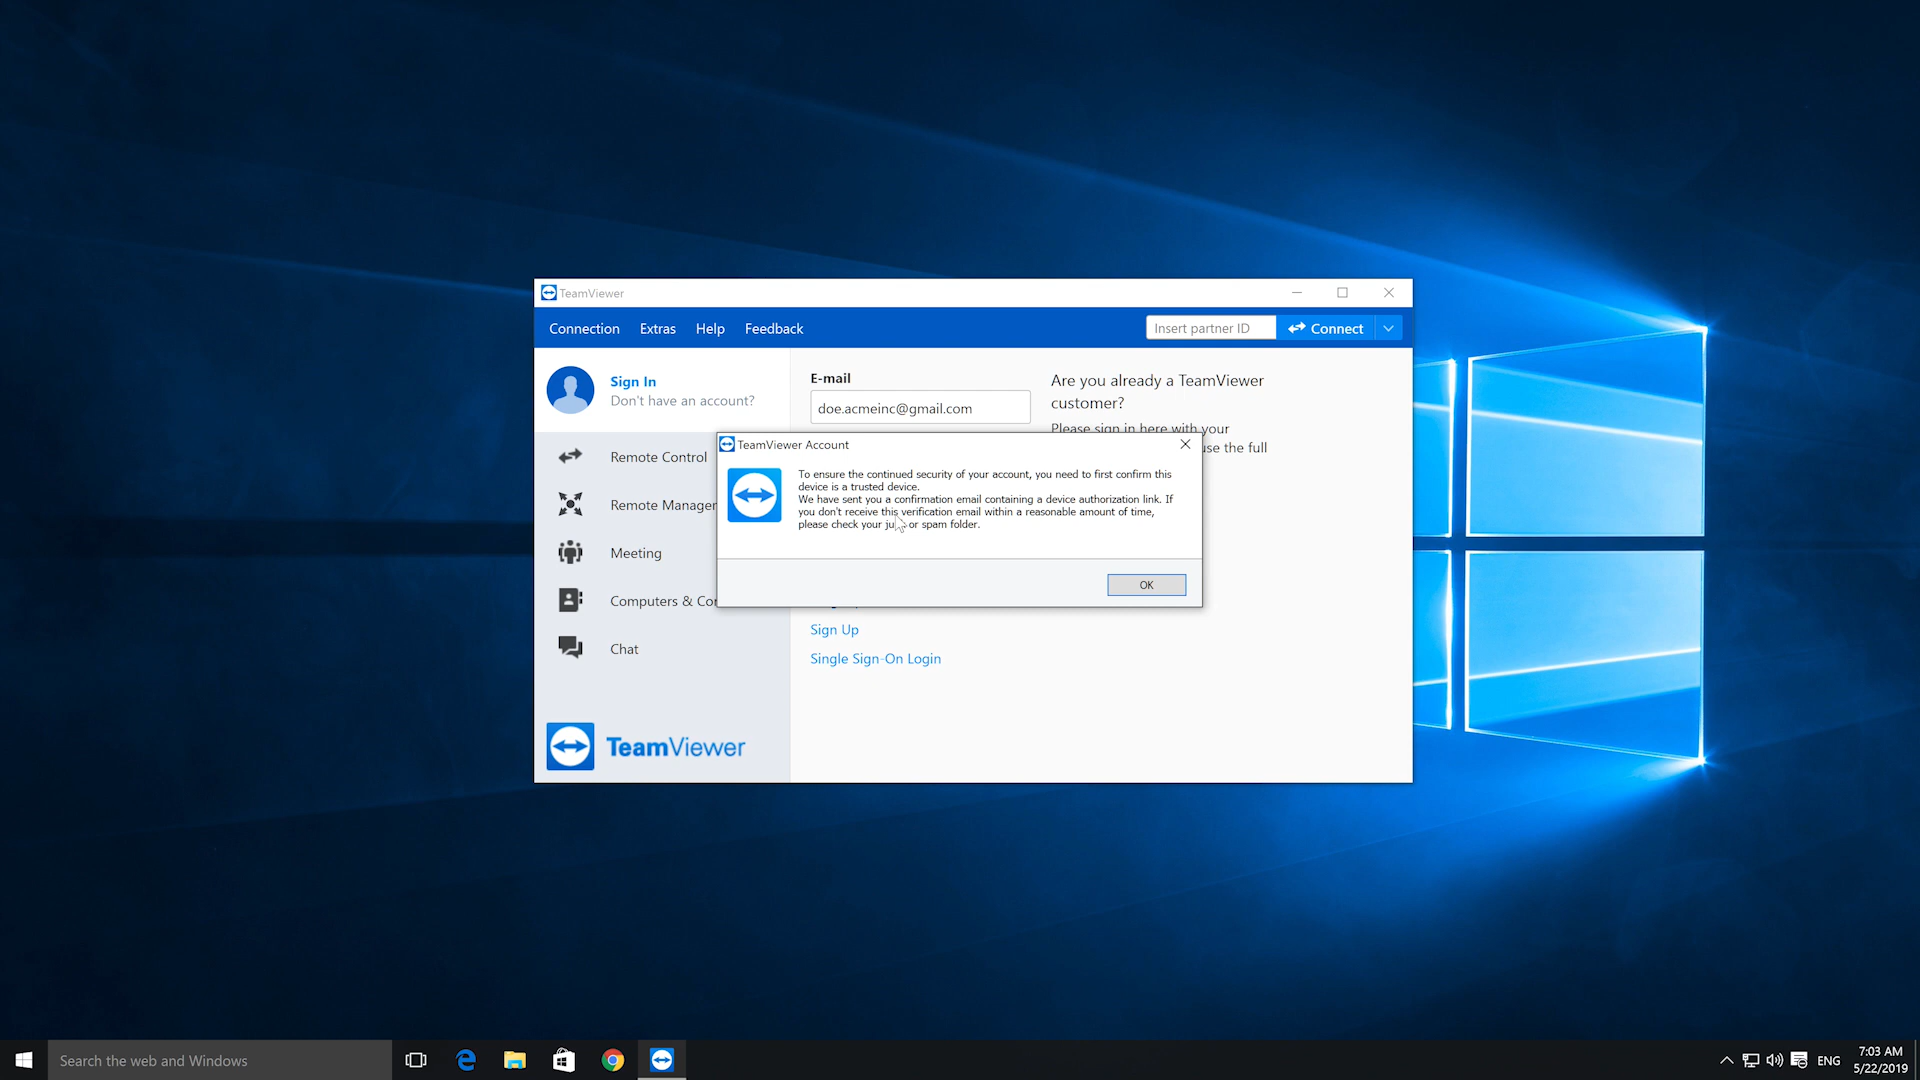 TeamViewer
Connection Extras Help Feedback
Insert partner ID
Connect
Sign In
Don't have an account?
E-mail
doe.acmeinc@gmail.com
Are you already a TeamViewer
customer?
Please sign in here with your
use the full
Remote Control
Remote Manager
Meeting
Computers & Co
Chat
TeamViewer Account
To ensure the continued security of your account, you need to first confirm this
device is a trusted device.
We have sent you a confirmation email containing a device authorization link. If
you don't receive this verification email within a reasonable amount of time,
please check your ju or spam folder.
OK
Sign Up
Single Sign-On Login
TeamViewer
Search the web and Windows
ENG
7:03 AM
5/22/2019